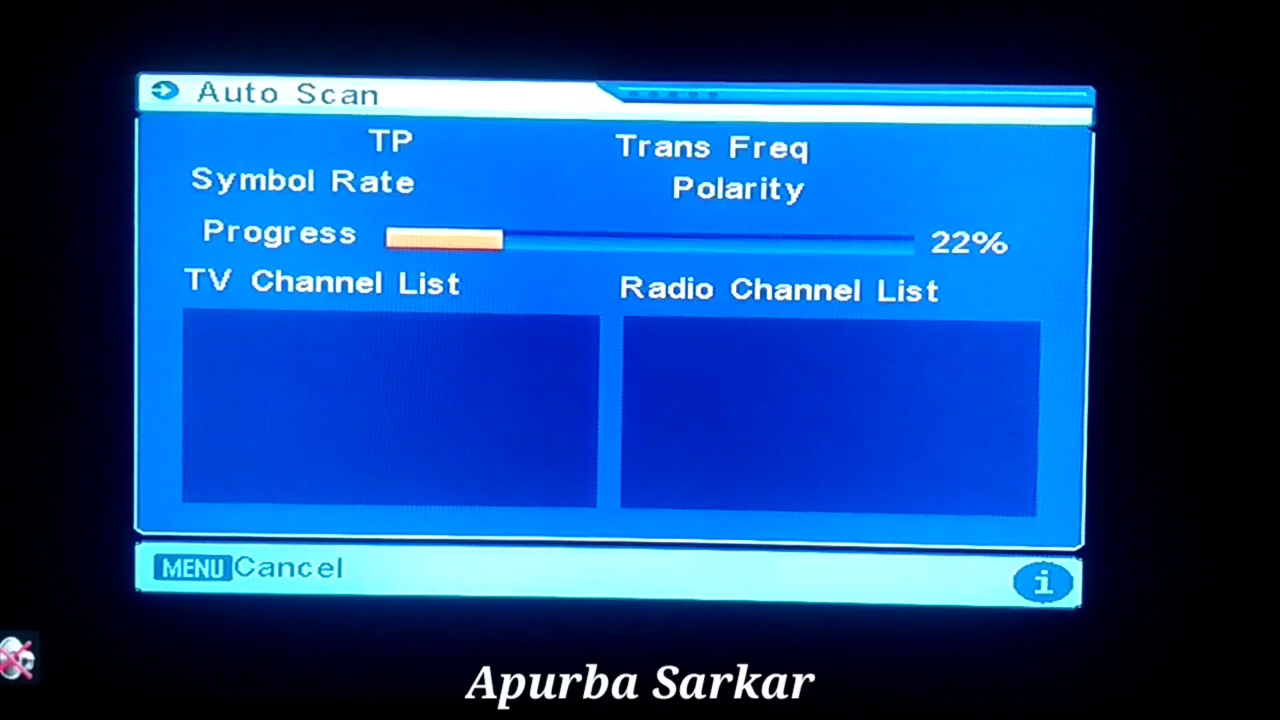 Auto Scan
TP Trans Freq
Symbol Rate Polarity
Progress 22%
TV Channel List Radio Channel List
MENU Cancel i
Apurba Sarkar